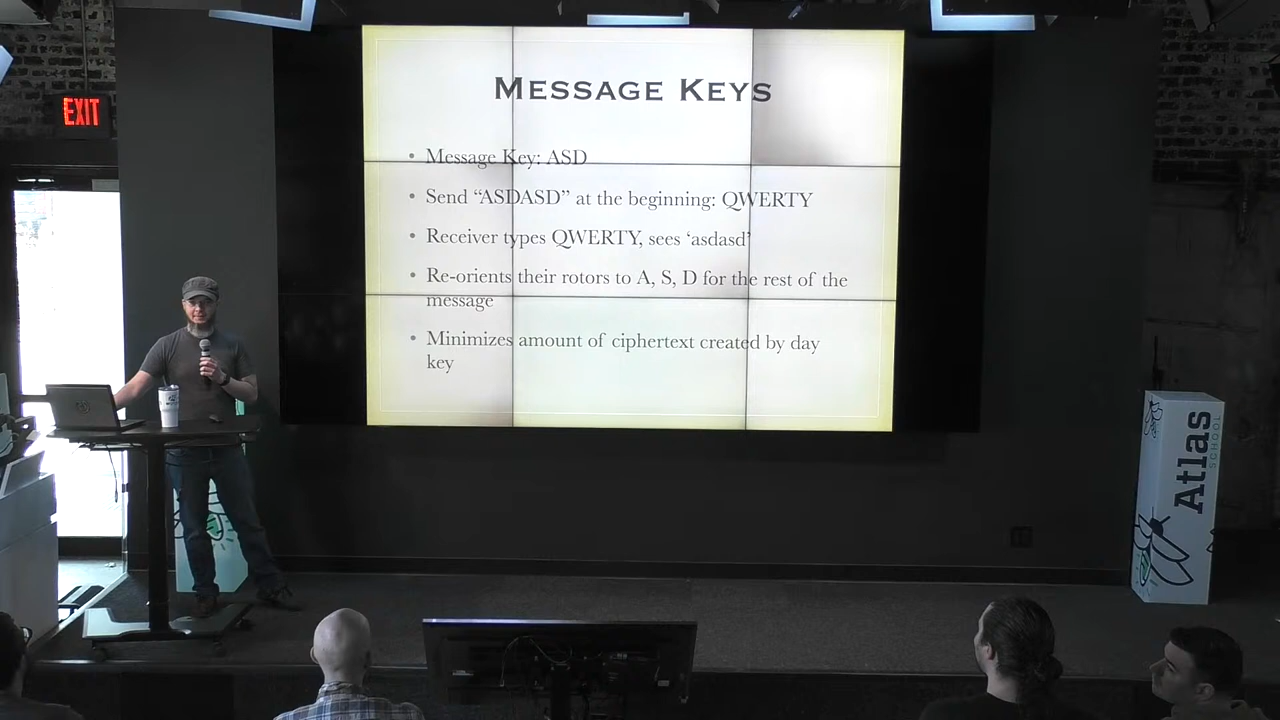 EXIT
MESSAGE KEYS
• Message Key: ASD
• Send “ASDASD” at the beginning: QWERTY
• Receiver types QWERTY, sees ‘asdasd’
• Re-orients their rotors to A, S, D for the rest of the
message
• Minimizes amount of ciphertext created by day
key
Atlas
SCHOOL